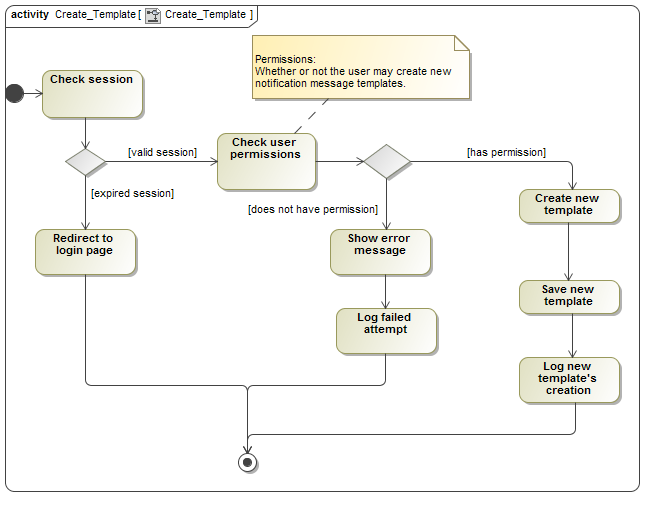 activity Create_Template [ Create_Template ]
Permissions:
Whether or not the user may create new
notification message templates.
Check session
[valid session]
Check user
permissions
[has permission]
[expired session]
[does not have permission]
Create new
template
Redirect to
login page
Show error
message
Save new
template
Log failed
attempt
Log new
template's
creation